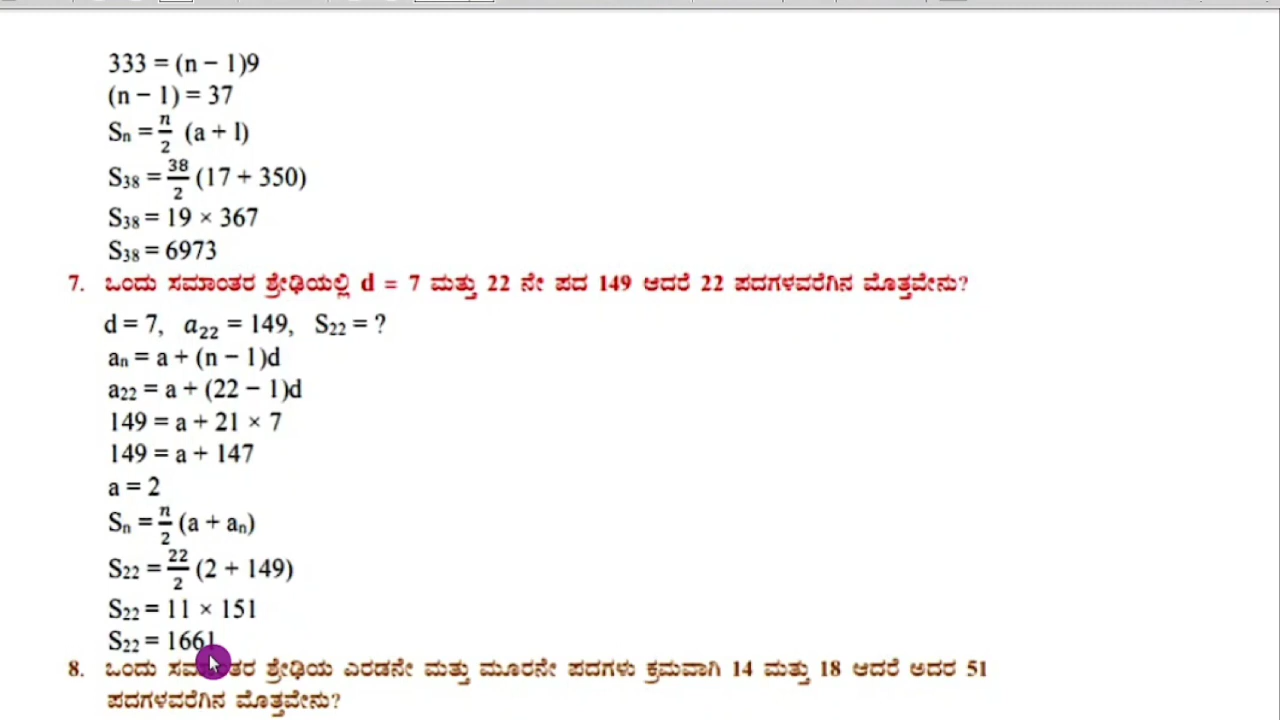 333 = (n − 1)9
(n − 1) = 37
Sn = n/2 (a + l)
S38 = 38/2 (17 + 350)
S38 = 19 × 367
S38 = 6973
7. ಒಂದು ಸಮಾಂತರ ಶ್ರೇಢಿಯಲ್ಲಿ d = 7 ಮತ್ತು 22 ನೇ ಪದ 149 ಆದರೆ 22 ಪದಗಳವರೆಗಿನ ಮೊತ್ತವೇನು?
d = 7, a22 = 149, S22 = ?
an = a + (n − 1)d
a22 = a + (22 − 1)d
149 = a + 21 × 7
149 = a + 147
a = 2
Sn = n/2 (a + an)
S22 = 22/2 (2 + 149)
S22 = 11 × 151
S22 = 1661
8. ಒಂದು ಸಮಾಂತರ ಶ್ರೇಢಿಯ ಎರಡನೇ ಮತ್ತು ಮೂರನೇ ಪದಗಳು ಕ್ರಮವಾಗಿ 14 ಮತ್ತು 18 ಆದರೆ ಅದರ 51
ಪದಗಳವರೆಗಿನ ಮೊತ್ತವೇನು?